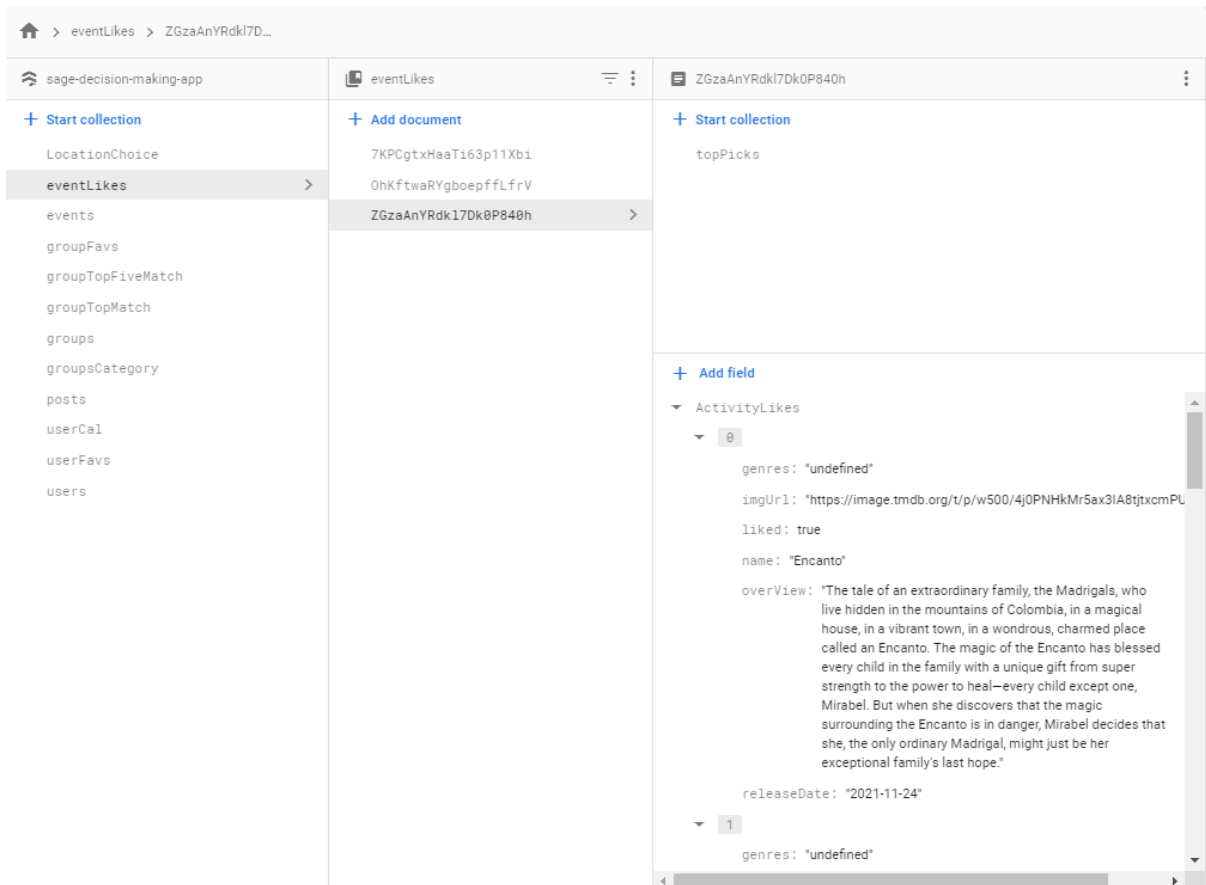 eventLikes > ZGzaAnYRdkl7D...
sage-decision-making-app
eventLikes
ZGzaAnYRdkl7Dk0P840h
+ Start collection
+ Add document
+ Start collection
LocationChoice
eventLikes
events
groupFavs
groupTopFiveMatch
groupTopMatch
groups
groupsCategory
posts
userCal
userFavs
users
7KPCgtxHaaTi63p11Xbi
OhKftwaRYgboepffLfrV
ZGzaAnYRdkl7Dk0P840h
topPicks
+ Add field
ActivityLikes
0
genres: "undefined"
imgUrl: "https://image.tmdb.org/t/p/w500/4j0PNHkMr5ax3IA8tjtxcmPU
liked: true
name: "Encanto"
overView: "The tale of an extraordinary family, the Madrigals, who
live hidden in the mountains of Colombia, in a magical
house, in a vibrant town, in a wondrous, charmed place
called an Encanto. The magic of the Encanto has blessed
every child in the family with a unique gift from super
strength to the power to heal—every child except one,
Mirabel. But when she discovers that the magic
surrounding the Encanto is in danger, Mirabel decides that
she, the only ordinary Madrigal, might just be her
exceptional family's last hope."
releaseDate: "2021-11-24"
1
genres: "undefined"